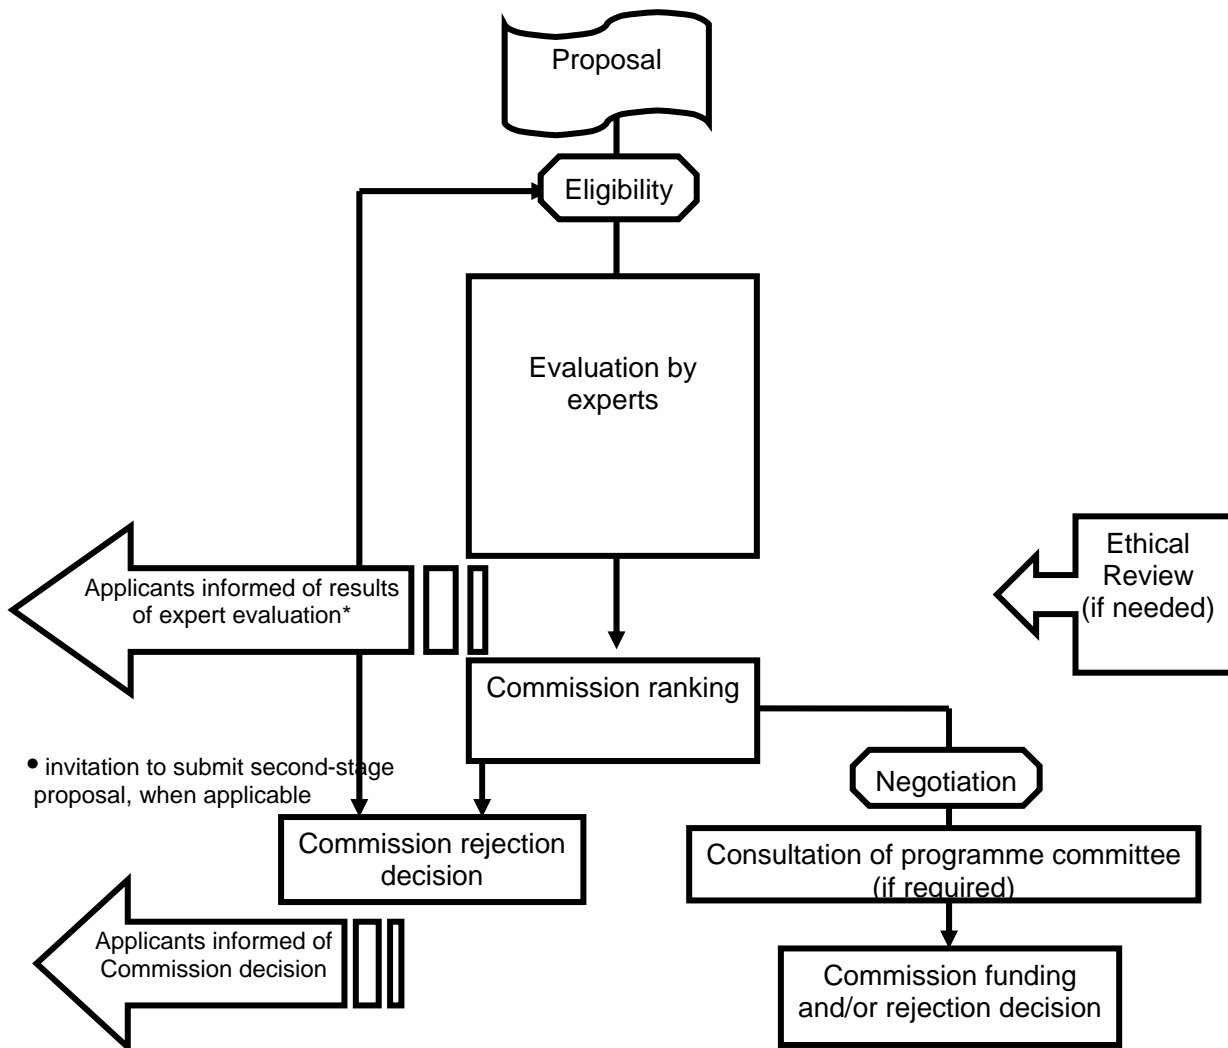 Proposal
Eligibility
Evaluation by
experts
Ethical
Review
(if needed)
Applicants informed of results
of expert evaluation*
Commission ranking
• invitation to submit second-stage
proposal, when applicable
Negotiation
Commission rejection
decision
Consultation of programme committee
(if required)
Applicants informed of
Commission decision
Commission funding
and/or rejection decision